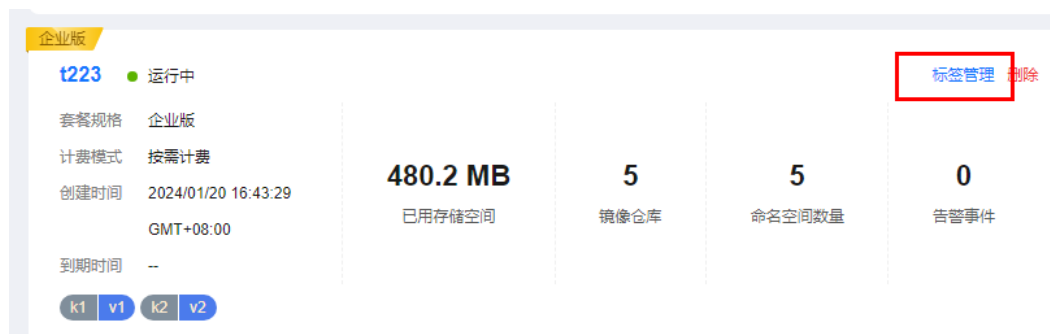 企业版
t223 运行中 标签管理 删除
套餐规格 企业版
计费模式 按需计费
创建时间 2024/01/20 16:43:29
GMT+08:00
到期时间 --
480.2 MB
已用存储空间
5
镜像仓库
5
命名空间数量
0
告警事件
k1 v1 k2 v2